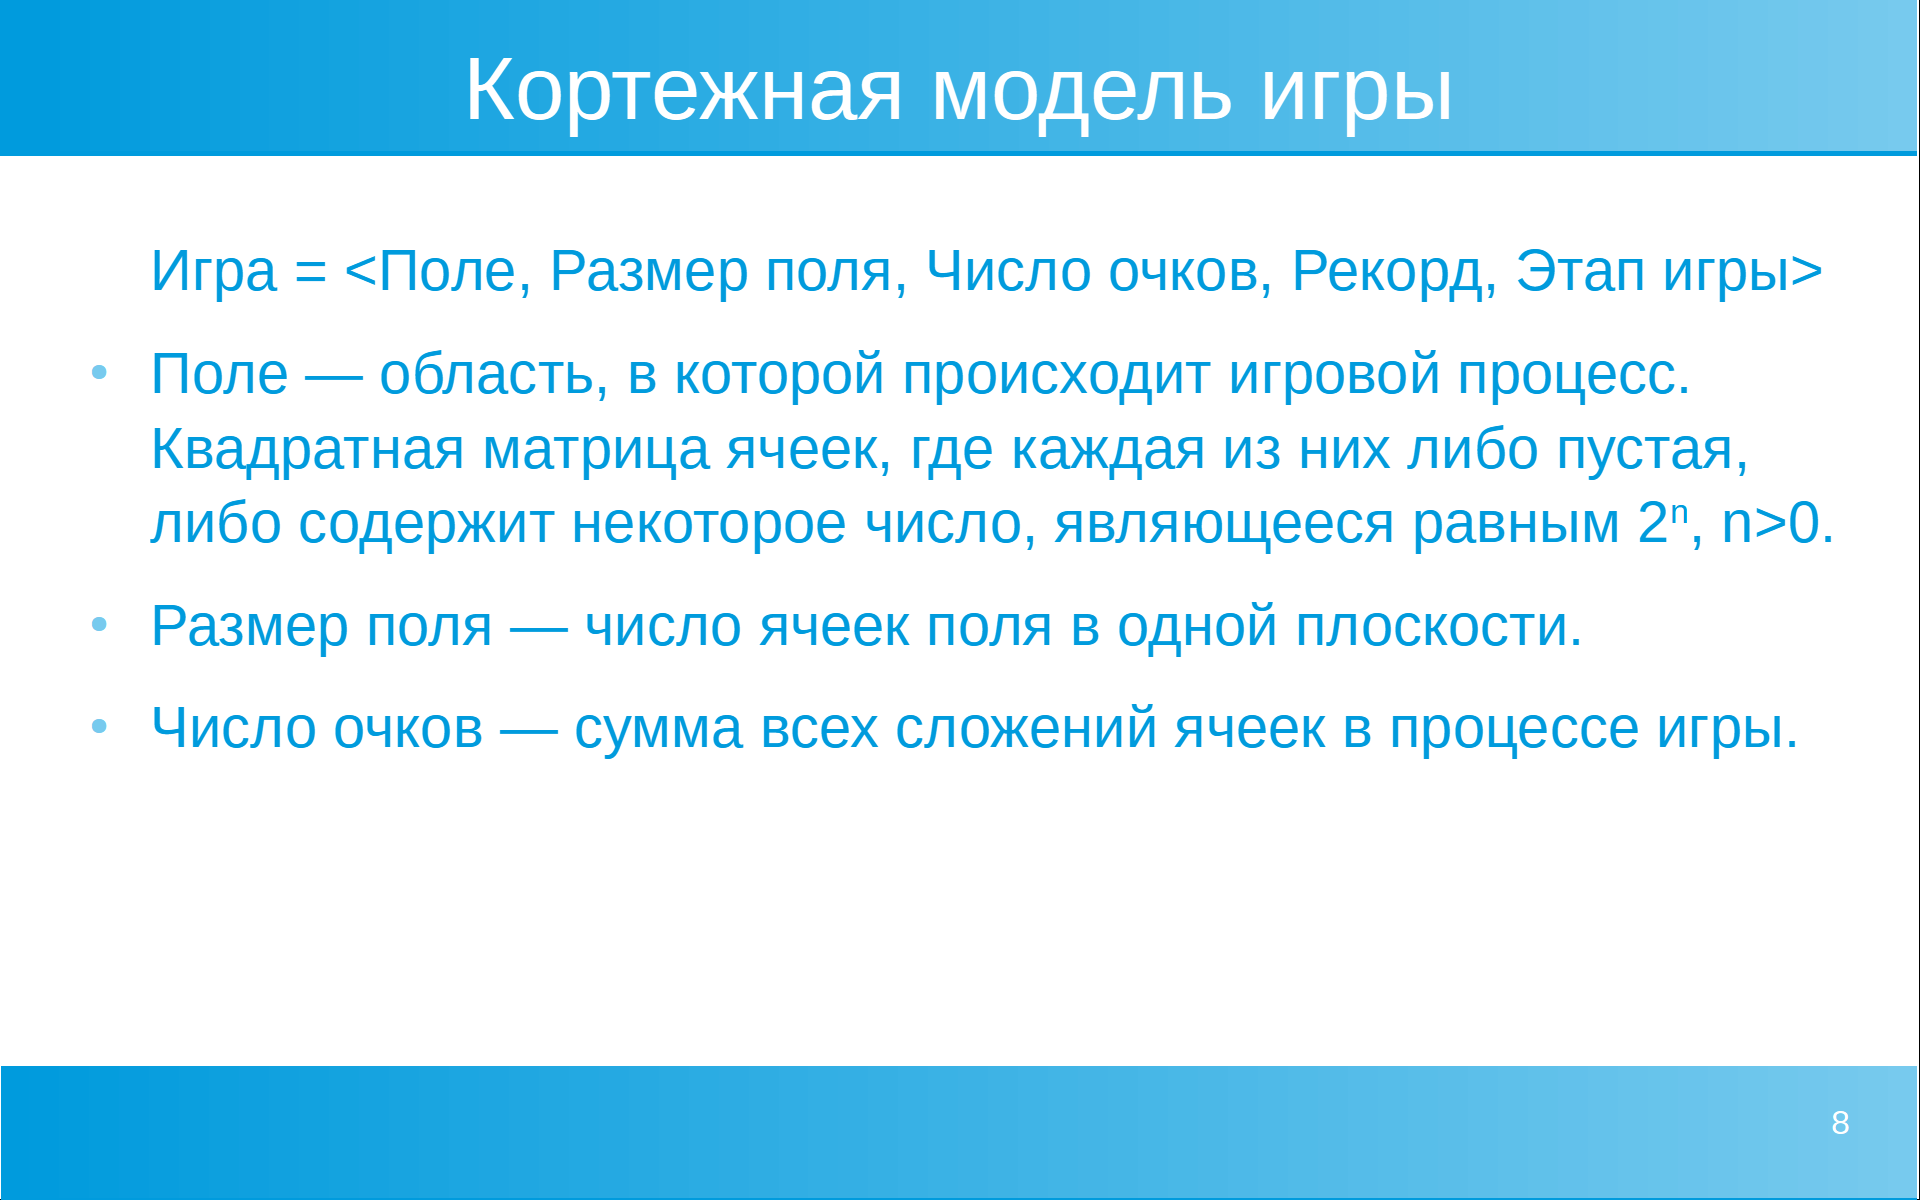 Кортежная модель игры
Игра = <Поле, Размер поля, Число очков, Рекорд, Этап игры>
• Поле — область, в которой происходит игровой процесс.
Квадратная матрица ячеек, где каждая из них либо пустая,
либо содержит некоторое число, являющееся равным 2ⁿ, n>0.
• Размер поля — число ячеек поля в одной плоскости.
• Число очков — сумма всех сложений ячеек в процессе игры.
8